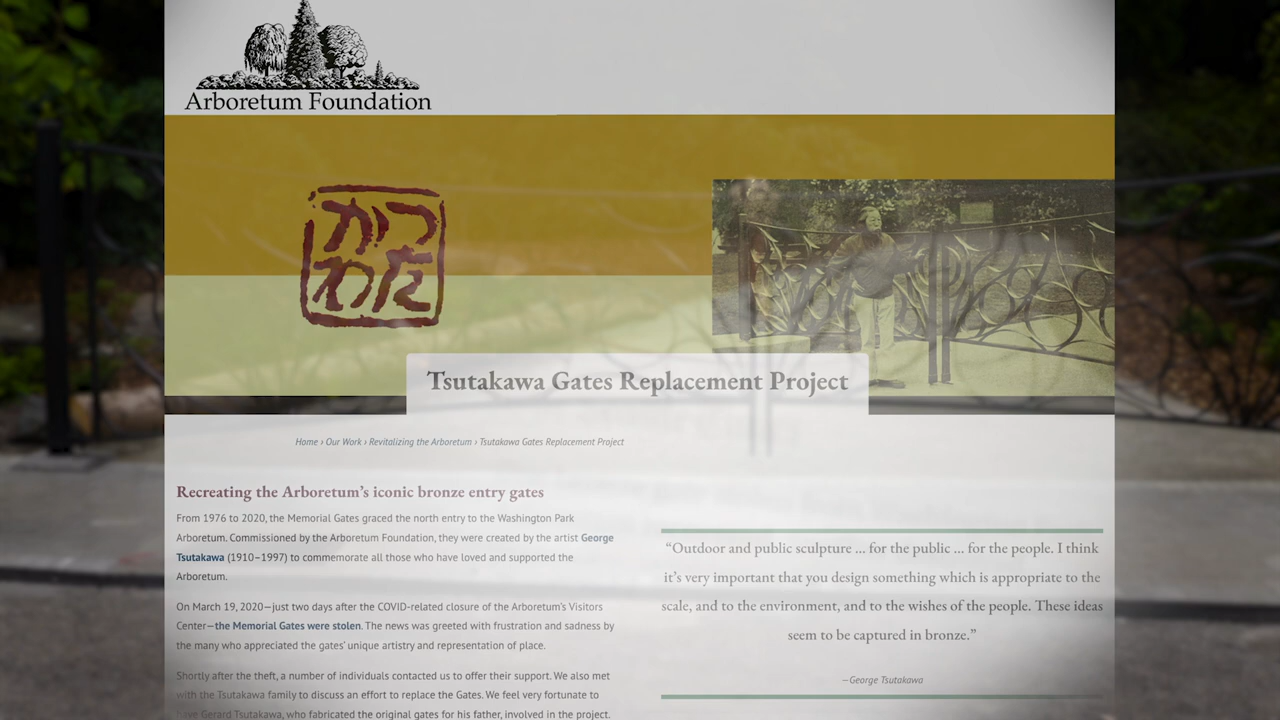 Arboretum Foundation
かつ
わた
Tsutakawa Gates Replacement Project
Home › Our Work › Revitalizing the Arboretum › Tsutakawa Gates Replacement Project
Recreating the Arboretum’s iconic bronze entry gates
From 1976 to 2020, the Memorial Gates graced the north entry to the Washington Park
Arboretum. Commissioned by the Arboretum Foundation, they were created by the artist George
Tsutakawa (1910–1997) to commemorate all those who have loved and supported the
Arboretum.
On March 19, 2020—just two days after the COVID-related closure of the Arboretum’s Visitors
Center—the Memorial Gates were stolen. The news was greeted with frustration and sadness by
the many who appreciated the gates’ unique artistry and representation of place.
Shortly after the theft, a number of individuals contacted us to offer their support. We also met
with the Tsutakawa family to discuss an effort to replace the Gates. We feel very fortunate to
have Gerard Tsutakawa, who fabricated the original gates for his father, involved in the project.
“Outdoor and public sculpture ... for the public ... for the people. I think
it’s very important that you design something which is appropriate to the
scale, and to the environment, and to the wishes of the people. These ideas
seem to be captured in bronze.”
—George Tsutakawa